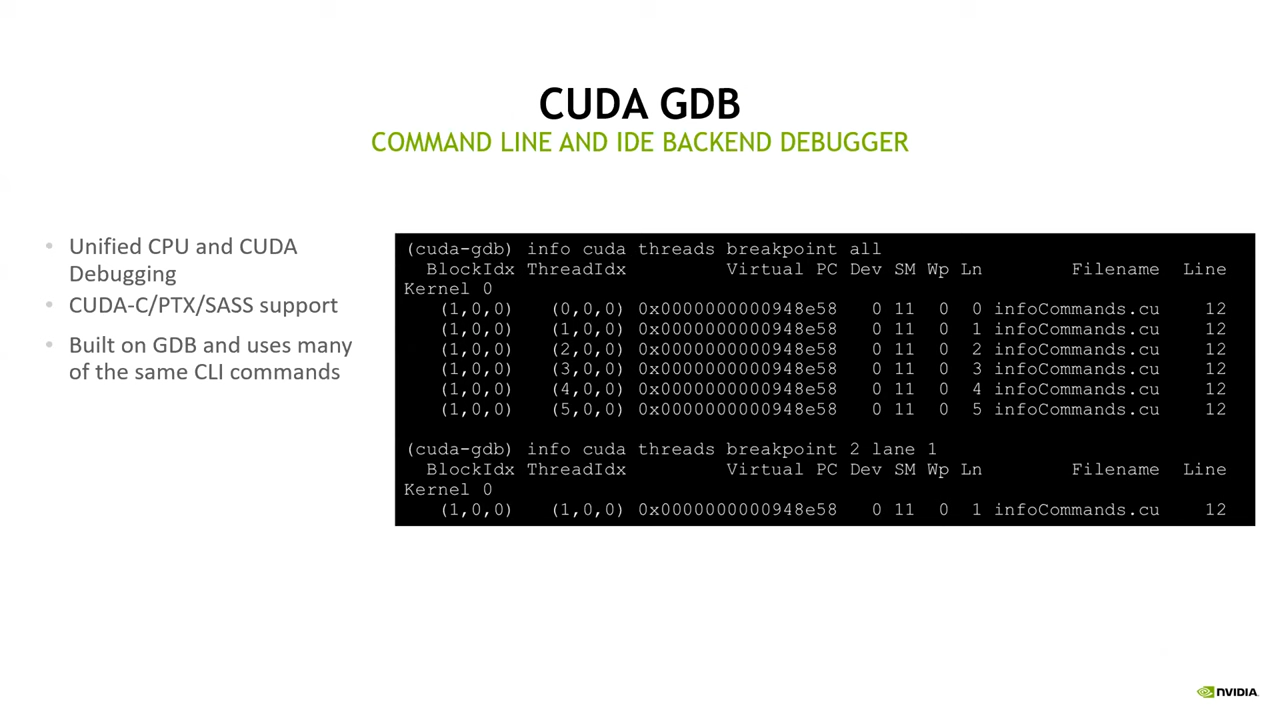 CUDA GDB
COMMAND LINE AND IDE BACKEND DEBUGGER
• Unified CPU and CUDA
Debugging
• CUDA-C/PTX/SASS support
• Built on GDB and uses many
of the same CLI commands
(cuda-gdb) info cuda threads breakpoint all
BlockIdx ThreadIdx Virtual PC Dev SM Wp Ln Filename Line
Kernel 0
(1,0,0) (0,0,0) 0x0000000000948e58 0 11 0 0 infoCommands.cu 12
(1,0,0) (1,0,0) 0x0000000000948e58 0 11 0 1 infoCommands.cu 12
(1,0,0) (2,0,0) 0x0000000000948e58 0 11 0 2 infoCommands.cu 12
(1,0,0) (3,0,0) 0x0000000000948e58 0 11 0 3 infoCommands.cu 12
(1,0,0) (4,0,0) 0x0000000000948e58 0 11 0 4 infoCommands.cu 12
(1,0,0) (5,0,0) 0x0000000000948e58 0 11 0 5 infoCommands.cu 12
(cuda-gdb) info cuda threads breakpoint 2 lane 1
BlockIdx ThreadIdx Virtual PC Dev SM Wp Ln Filename Line
Kernel 0
(1,0,0) (1,0,0) 0x0000000000948e58 0 11 0 1 infoCommands.cu 12
NVIDIA.